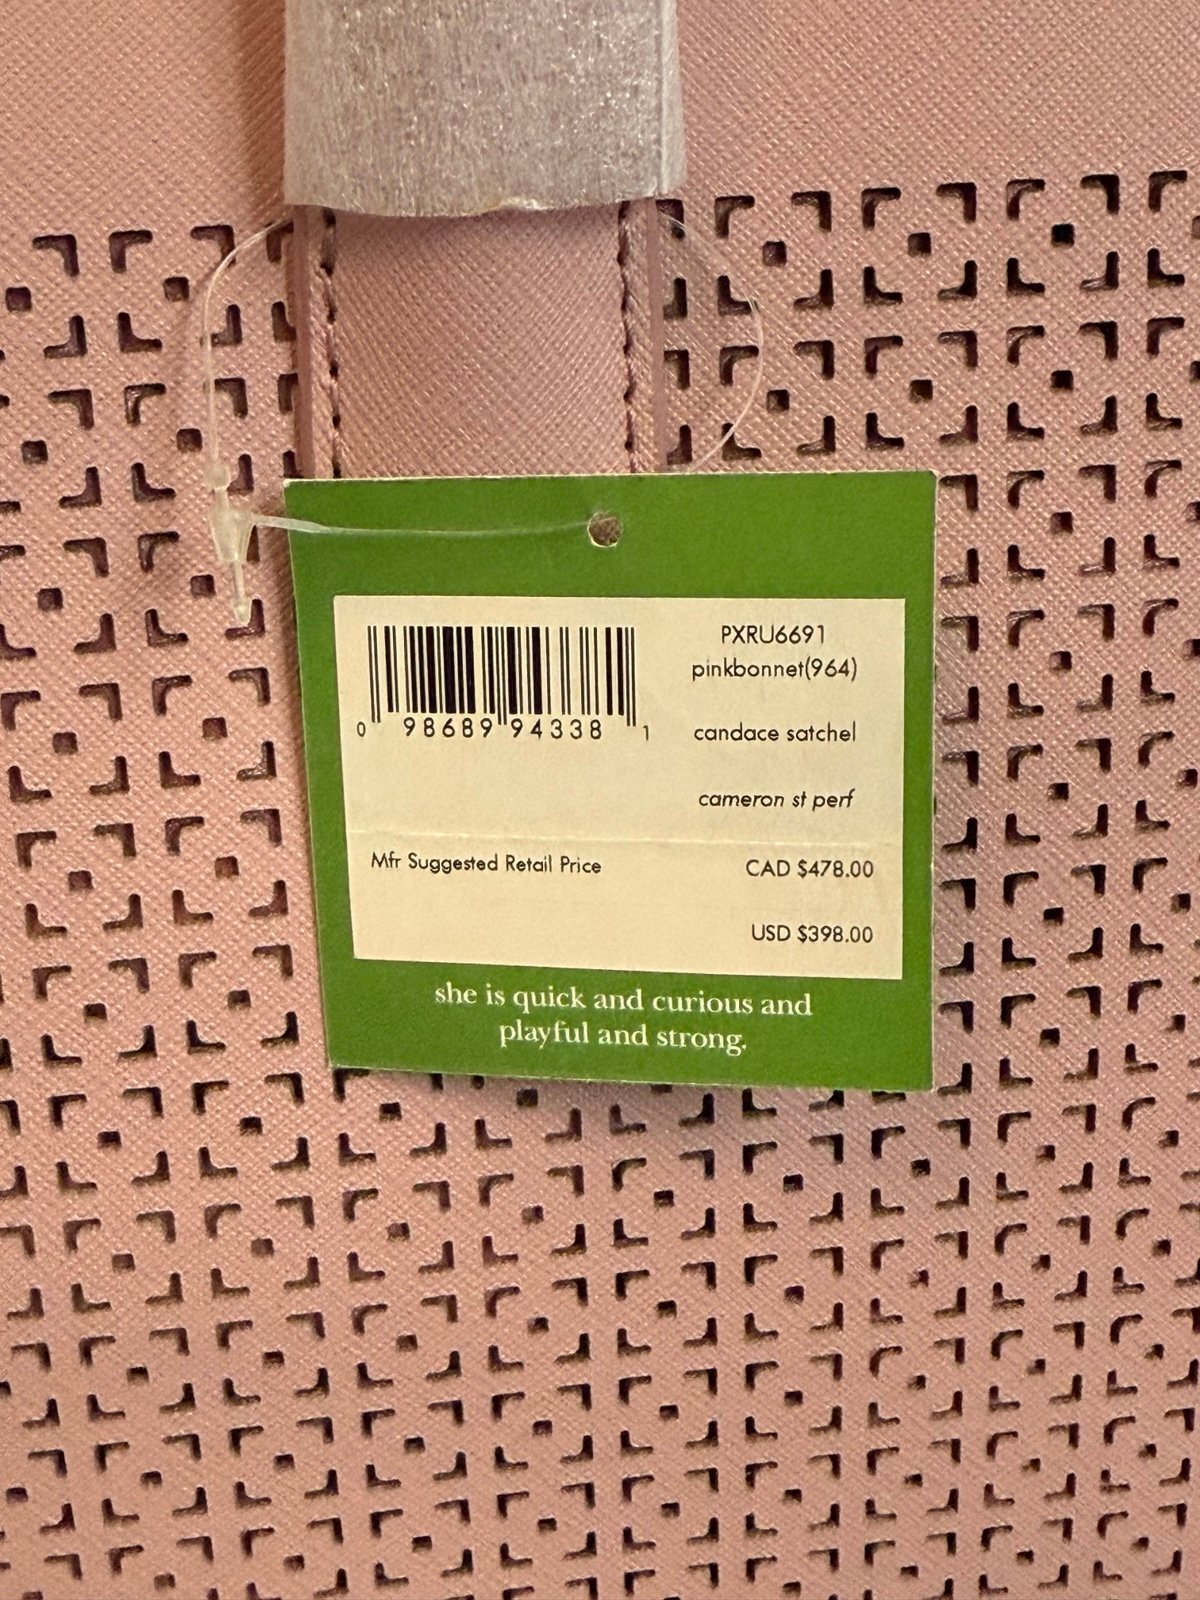 PXRU6691
pinkbonnet(964)
0 98689 94338 1
candace satchel
cameron st perf
Mfr Suggested Retail Price CAD $478.00
USD $398.00
she is quick and curious and
playful and strong.